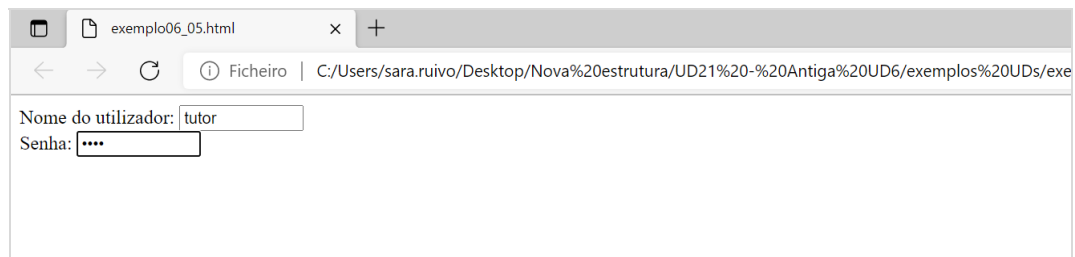 exemplo06_05.html
Ficheiro | C:/Users/sara.ruivo/Desktop/Nova%20estrutura/UD21%20-%20Antiga%20UD6/exemplos%20UDs/exe
Nome do utilizador: tutor
Senha: ••••